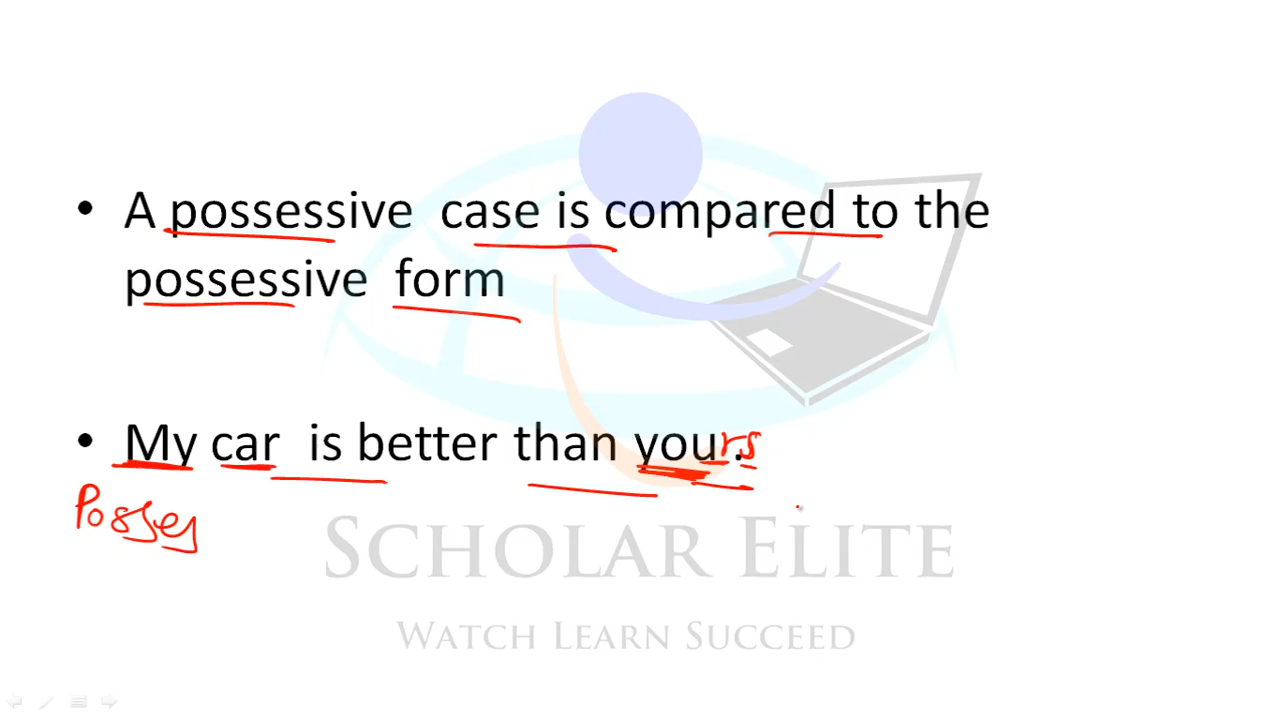 • A possessive case is compared to the
possessive form
• My car is better than yours.
Posses
SCHOLAR ELITE
WATCH LEARN SUCCEED